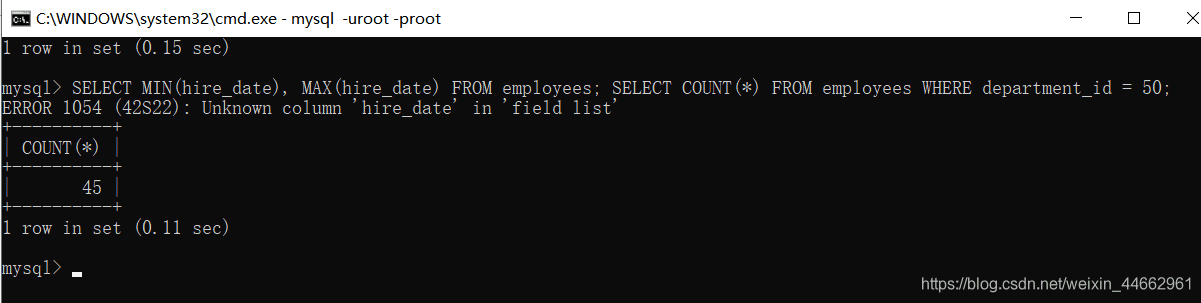 C:\WINDOWS\system32\cmd.exe - mysql  -uroot -proot
1 row in set (0.15 sec)
mysql> SELECT MIN(hire_date), MAX(hire_date) FROM employees; SELECT COUNT(*) FROM employees WHERE department_id = 50;
ERROR 1054 (42S22): Unknown column 'hire_date' in 'field list'
+----------+
| COUNT(*) |
+----------+
|       45 |
+----------+
1 row in set (0.11 sec)
mysql>
https://blog.csdn.net/weixin_44662961